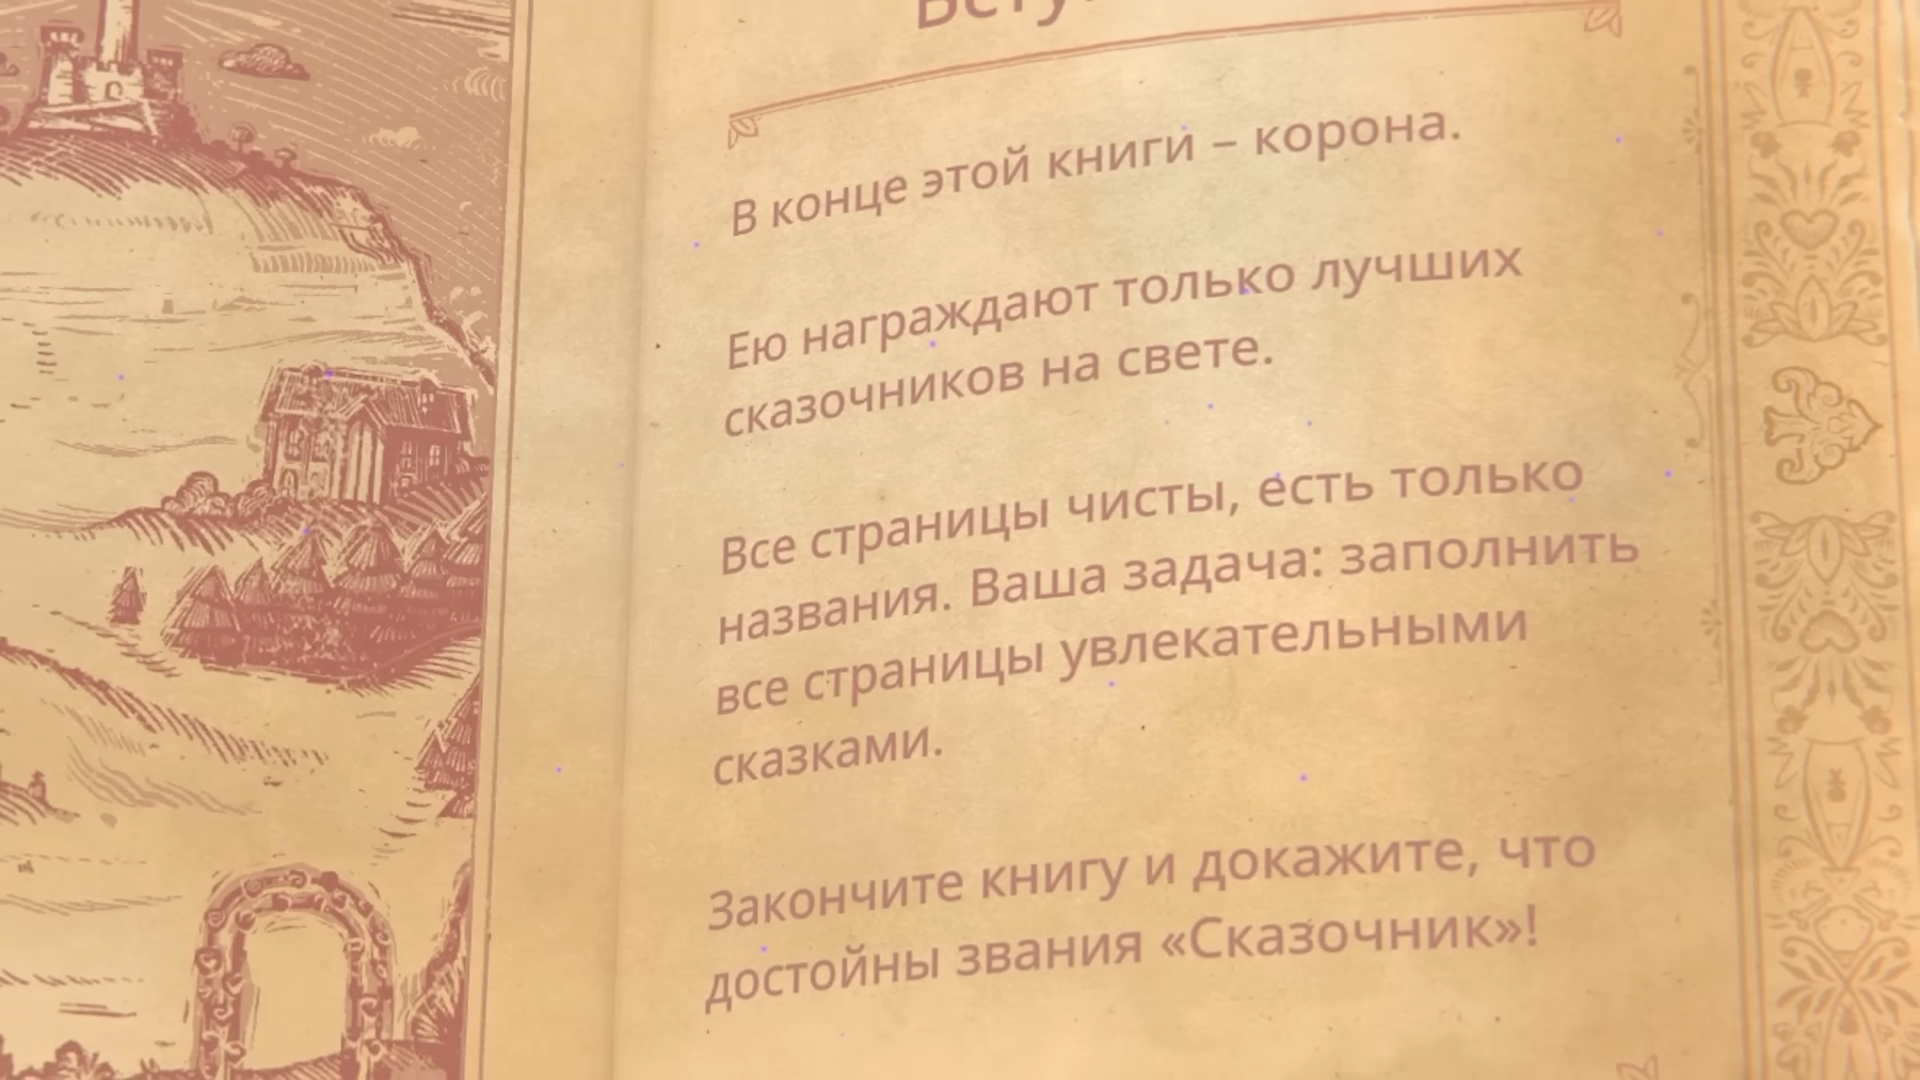 В конце этой книги – корона.
Ею награждают только лучших
сказочников на свете.
Все страницы чисты, есть только
названия. Ваша задача: заполнить
все страницы увлекательными
сказками.
Закончите книгу и докажите, что
достойны звания «Сказочник»!